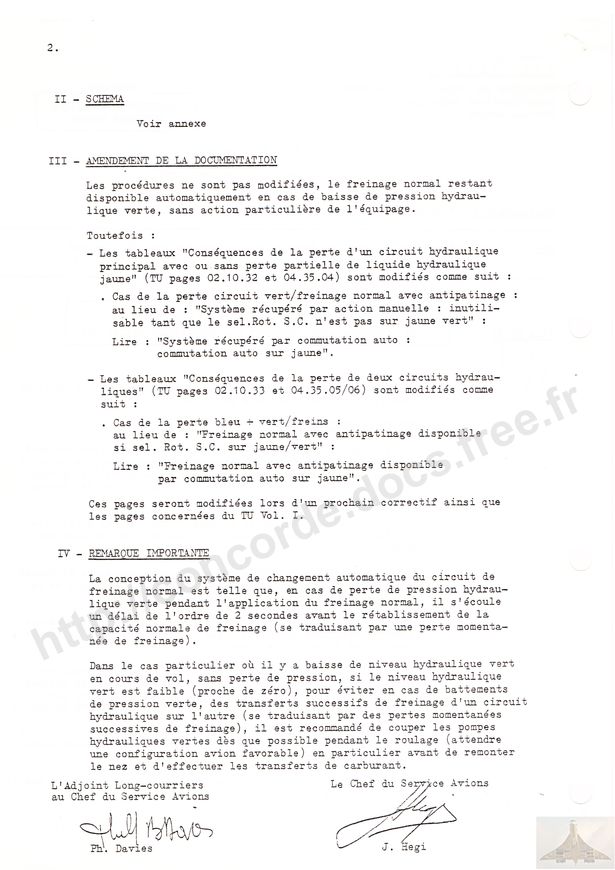 2.
II - SCHEMA
Voir annexe
III - AMENDEMENT DE LA DOCUMENTATION
Les procédures ne sont pas modifiées, le freinage normal restant
disponible automatiquement en cas de baisse de pression hydrau-
lique verte, sans action particulière de l'équipage.
Toutefois :
- Les tableaux "Conséquences de la perte d'un circuit hydraulique
principal avec ou sans perte partielle de liquide hydraulique
jaune" (TU pages 02.10.32 et 04.35.04) sont modifiés comme suit :
. Cas de la perte circuit vert/freinage normal avec antipatinage :
au lieu de : "Système récupéré par action manuelle : inutili-
sable tant que le sel.Rot. S.C. n'est pas sur jaune vert" :
Lire : "Système récupéré par commutation auto :
commutation auto sur jaune".
- Les tableaux "Conséquences de la perte de deux circuits hydrau-
liques" (TU pages 02.10.33 et 04.35.05/06) sont modifiés comme
suit :
. Cas de la perte bleu + vert/freins :
au lieu de : "Freinage normal avec antipatinage disponible
si sel. Rot. S.C. sur jaune/vert" :
Lire : "Freinage normal avec antipatinage disponible
par commutation auto sur jaune".
Ces pages seront modifiées lors d'un prochain correctif ainsi que
les pages concernées du TU Vol. I.
IV - REMARQUE IMPORTANTE
La conception du système de changement automatique du circuit de
freinage normal est telle que, en cas de perte de pression hydrau-
lique verte pendant l'application du freinage normal, il s'écoule
un délai de l'ordre de 2 secondes avant le rétablissement de la
capacité normale de freinage (se traduisant par une perte momenta-
née de freinage).
Dans le cas particulier où il y a baisse de niveau hydraulique vert
en cours de vol, sans perte de pression, si le niveau hydraulique
vert est faible (proche de zéro), pour éviter en cas de battements
de pression verte, des transferts successifs de freinage d'un circuit
hydraulique sur l'autre (se traduisant par des pertes momentanées
successives de freinage), il est recommandé de couper les pompes
hydrauliques vertes dès que possible pendant le roulage (attendre
une configuration avion favorable) en particulier avant de remonter
le nez et d'effectuer les transferts de carburant.
L'Adjoint Long-courriers
au Chef du Service Avions
Le Chef du Service Avions
Ph. Davies
J. Hegi
http://concorde.docs.free.fr